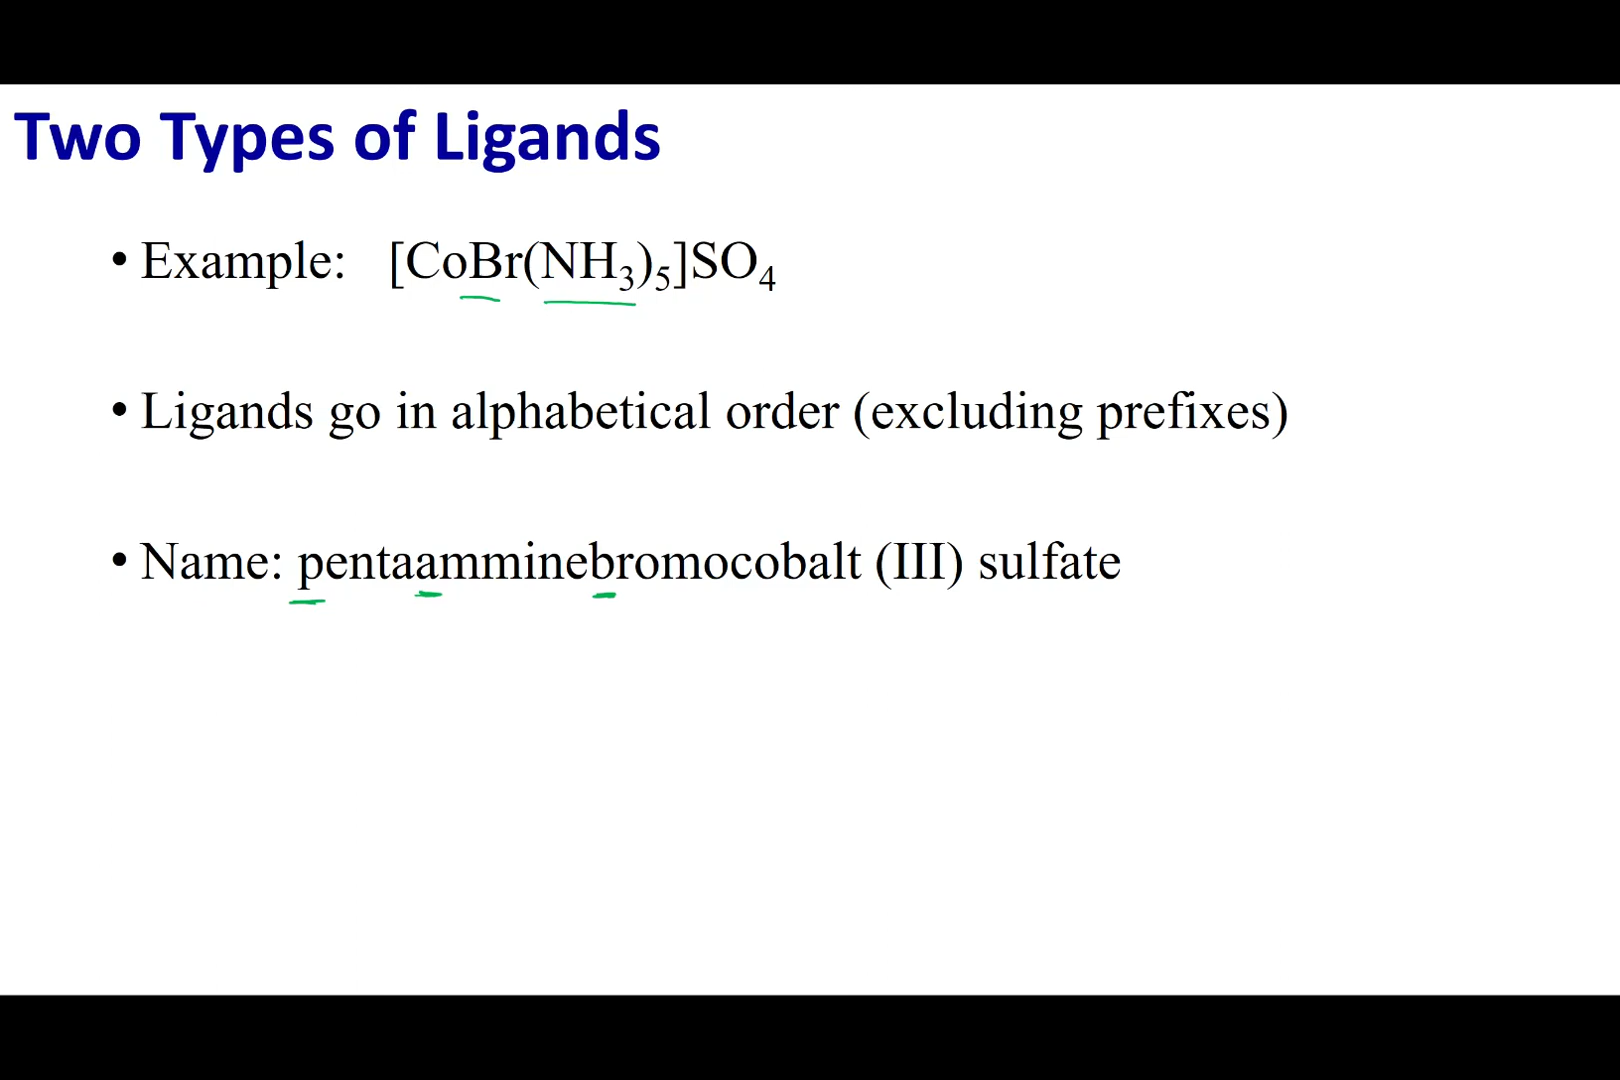 Two Types of Ligands
• Example: [CoBr(NH₃)₅]SO₄
• Ligands go in alphabetical order (excluding prefixes)
• Name: pentaamminebromocobalt (III) sulfate